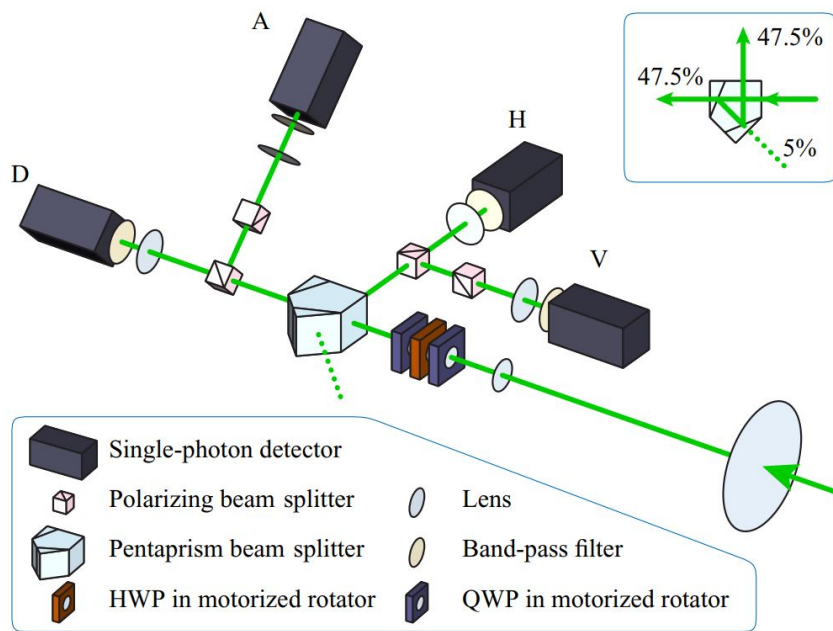 A
47.5%
47.5%
H
5%
D
V
Single-photon detector
Polarizing beam splitter
Lens
Pentaprism beam splitter
Band-pass filter
HWP in motorized rotator
QWP in motorized rotator